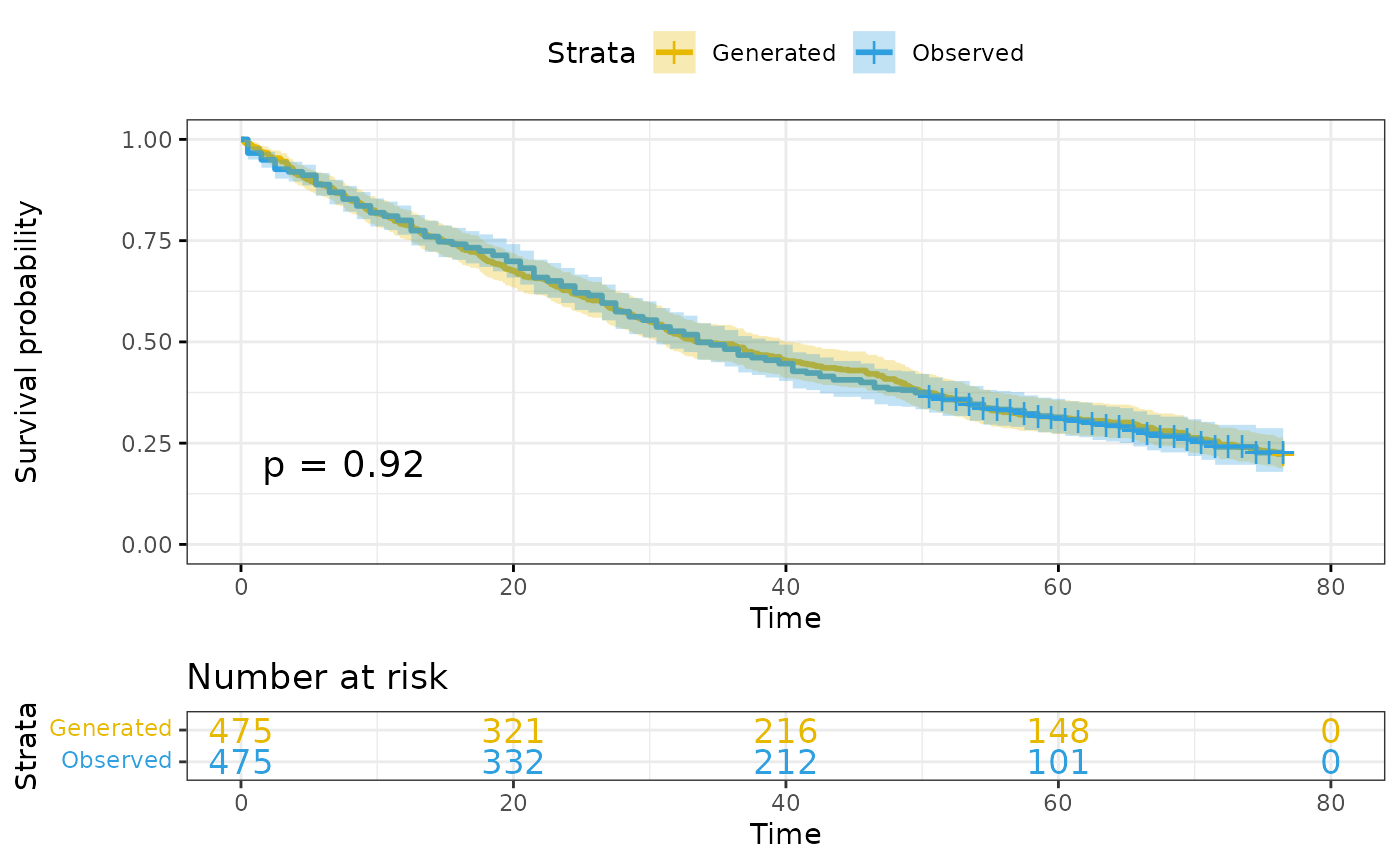 Strata Generated Observed
Survival probability
1.00
0.75
0.50
0.25
0.00
p = 0.92
0 20 40 60 80
Time
Number at risk
Strata
Generated 475 321 216 148 0
Observed 475 332 212 101 0
0 20 40 60 80
Time